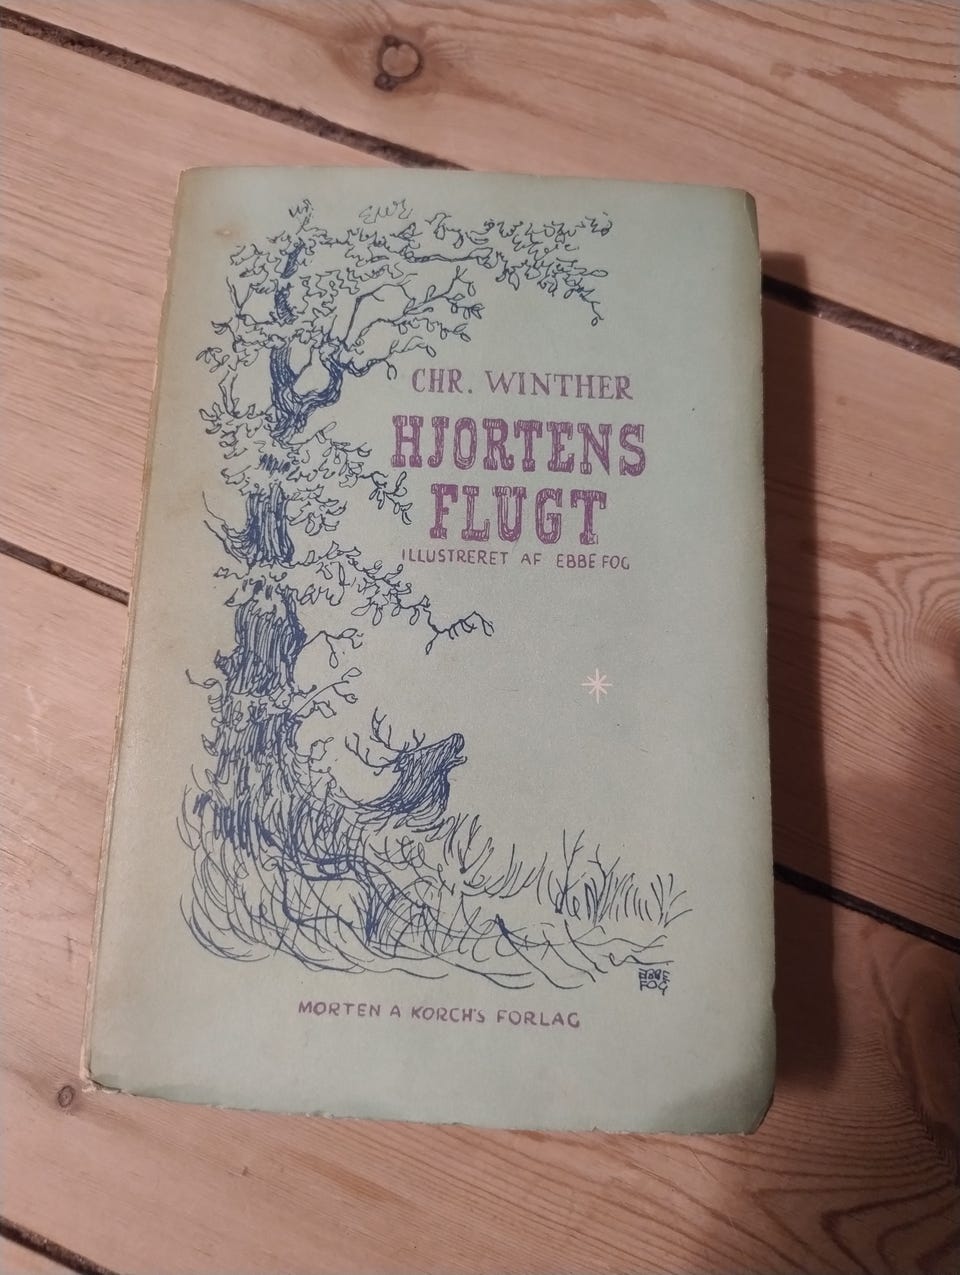 CHR. WINTHER
HJORTENS
FLUGT
ILLUSTRERET AF EBBE FOG
EBBE
FOG
MORTEN A KORCH'S FORLAG